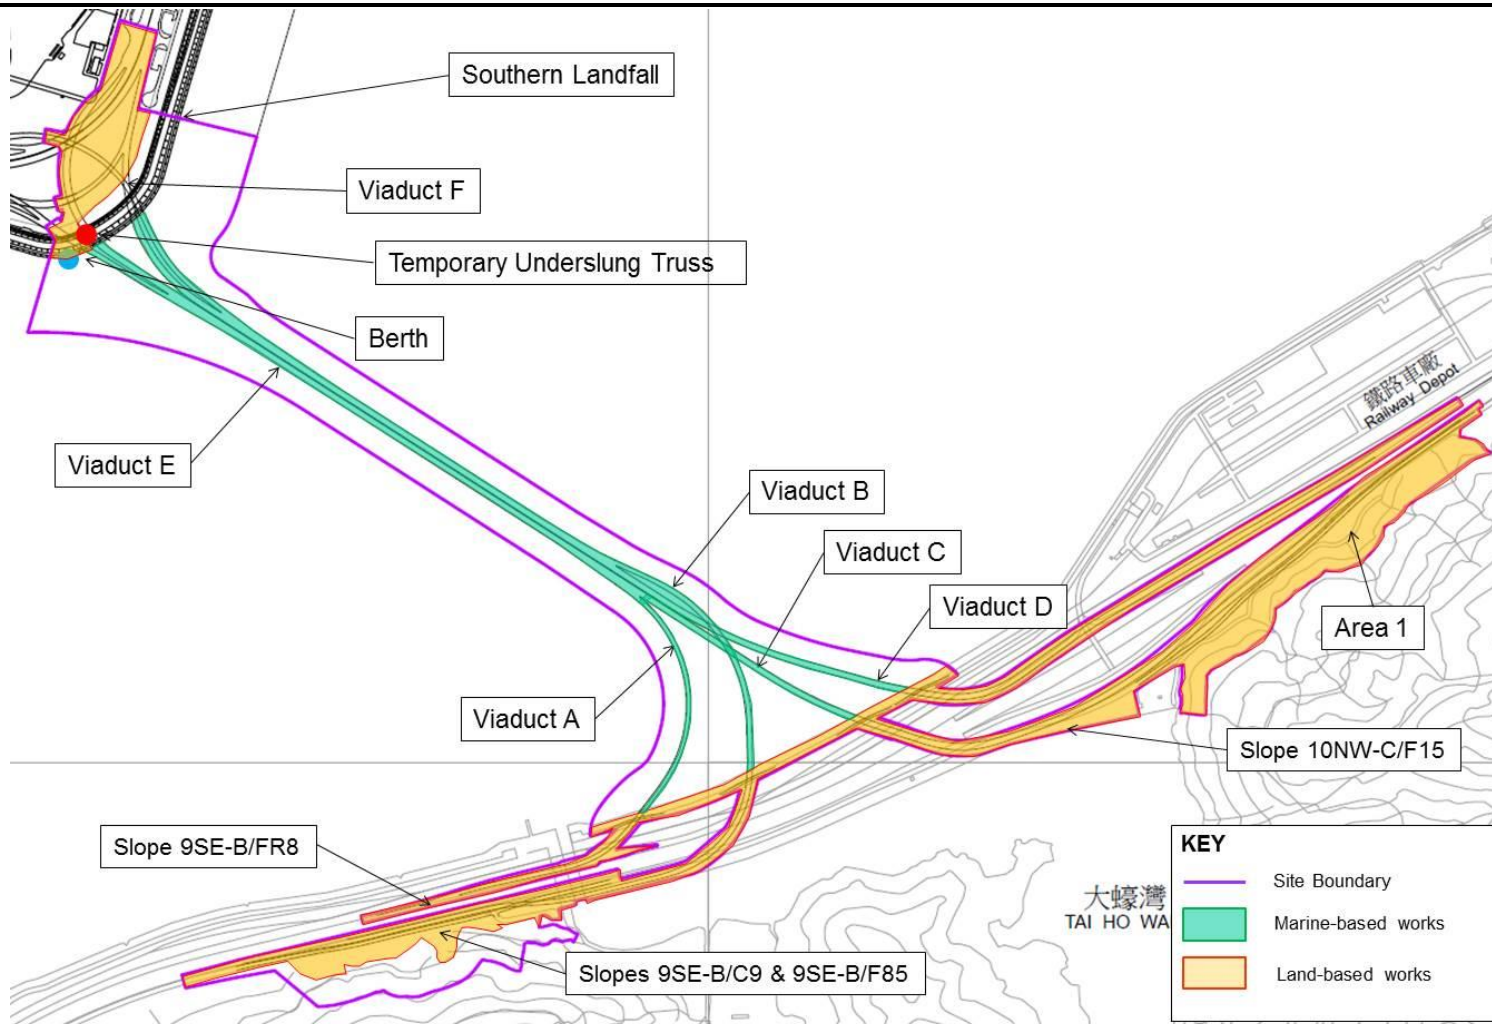 Southern Landfall
Viaduct F
Temporary Underslung Truss
Berth
Viaduct E
Viaduct B
Viaduct C
Viaduct D
Viaduct A
鐵路車廠
Railway Depot
Area 1
Slope 10NW-C/F15
Slope 9SE-B/FR8
Slopes 9SE-B/C9 & 9SE-B/F85
大蠔灣
TAI HO WA
KEY
Site Boundary
Marine-based works
Land-based works